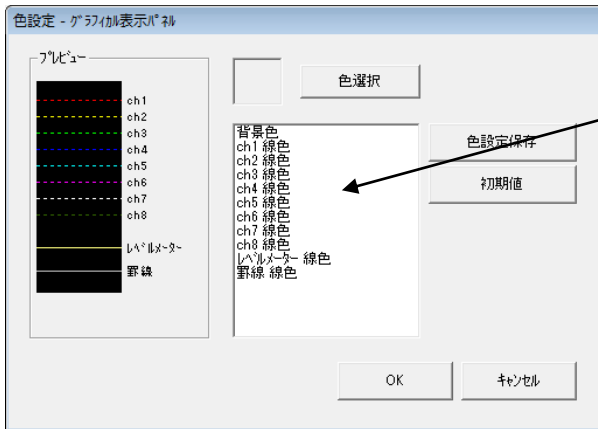 色設定 - ｸﾞﾗﾌｨｶﾙ表示ﾊﾟﾈﾙ
ﾌﾟﾚﾋﾞｭｰ
ch1
ch2
ch3
ch4
ch5
ch6
ch7
ch8
ﾚﾍﾞﾙﾒｰﾀｰ
罫線
色選択
背景色
ch1 線色
ch2 線色
ch3 線色
ch4 線色
ch5 線色
ch6 線色
ch7 線色
ch8 線色
ﾚﾍﾞﾙﾒｰﾀｰ 線色
罫線 線色
色設定保存
初期値
OK
ｷｬﾝｾﾙ